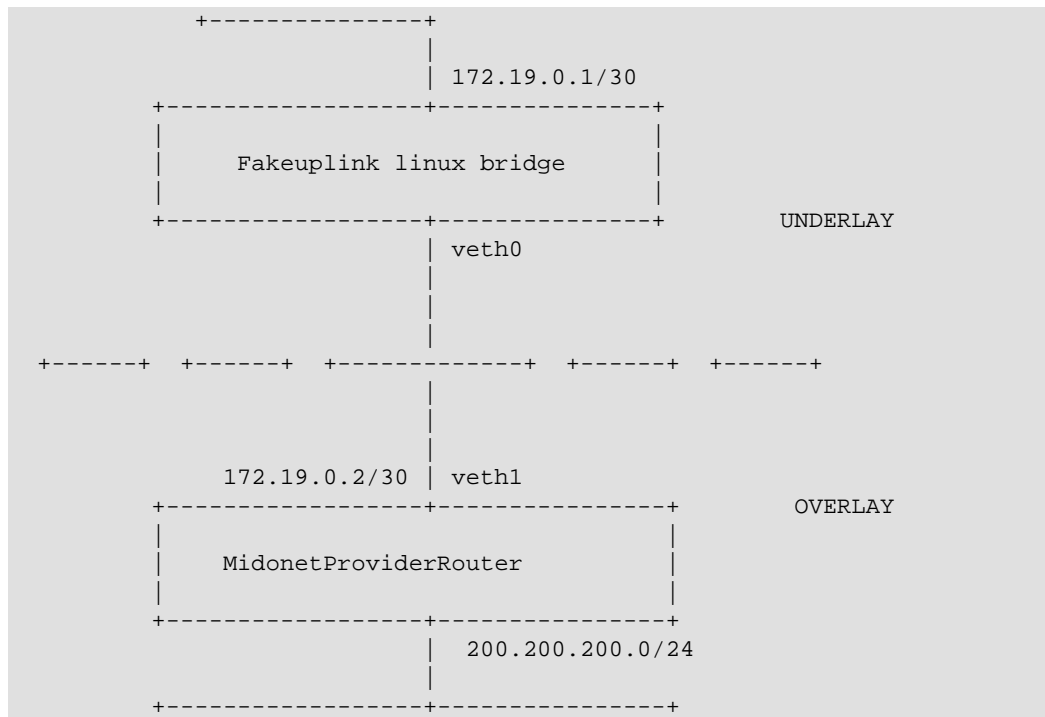 172.19.0.1/30
Fakeuplink linux bridge
UNDERLAY
veth0
172.19.0.2/30 veth1
OVERLAY
MidonetProviderRouter
200.200.200.0/24